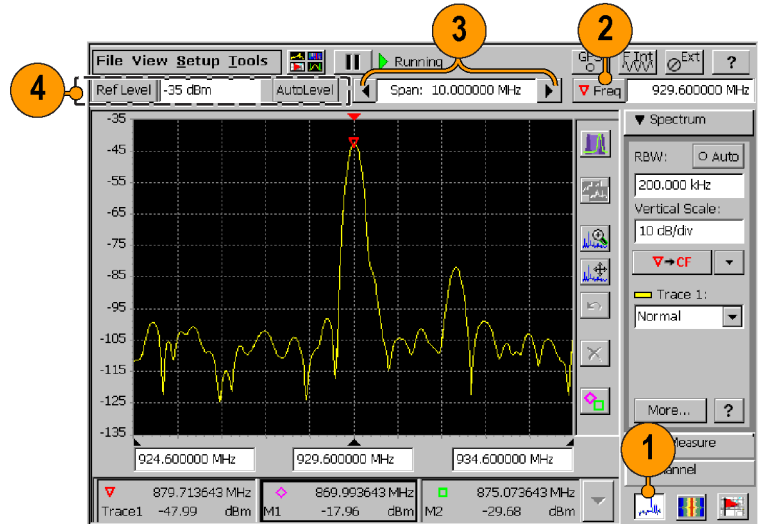 3
2
File View Setup Tools
Running
GPS Int Ext ?
4
Ref Level -35 dBm AutoLevel
Span: 10.000000 MHz
Freq 929.600000 MHz
Spectrum
RBW: Auto
200.000 kHz
Vertical Scale:
10 dB/div
CF
Trace 1:
Normal
More... ?
-35
-45
-55
-65
-75
-85
-95
-105
-115
-125
-135
924.600000 MHz 929.600000 MHz 934.600000 MHz
1
Measure
879.713643 MHz 869.993643 MHz 875.073643 MHz
Trace1 -47.99 dBm M1 -17.96 dBm M2 -29.68 dBm